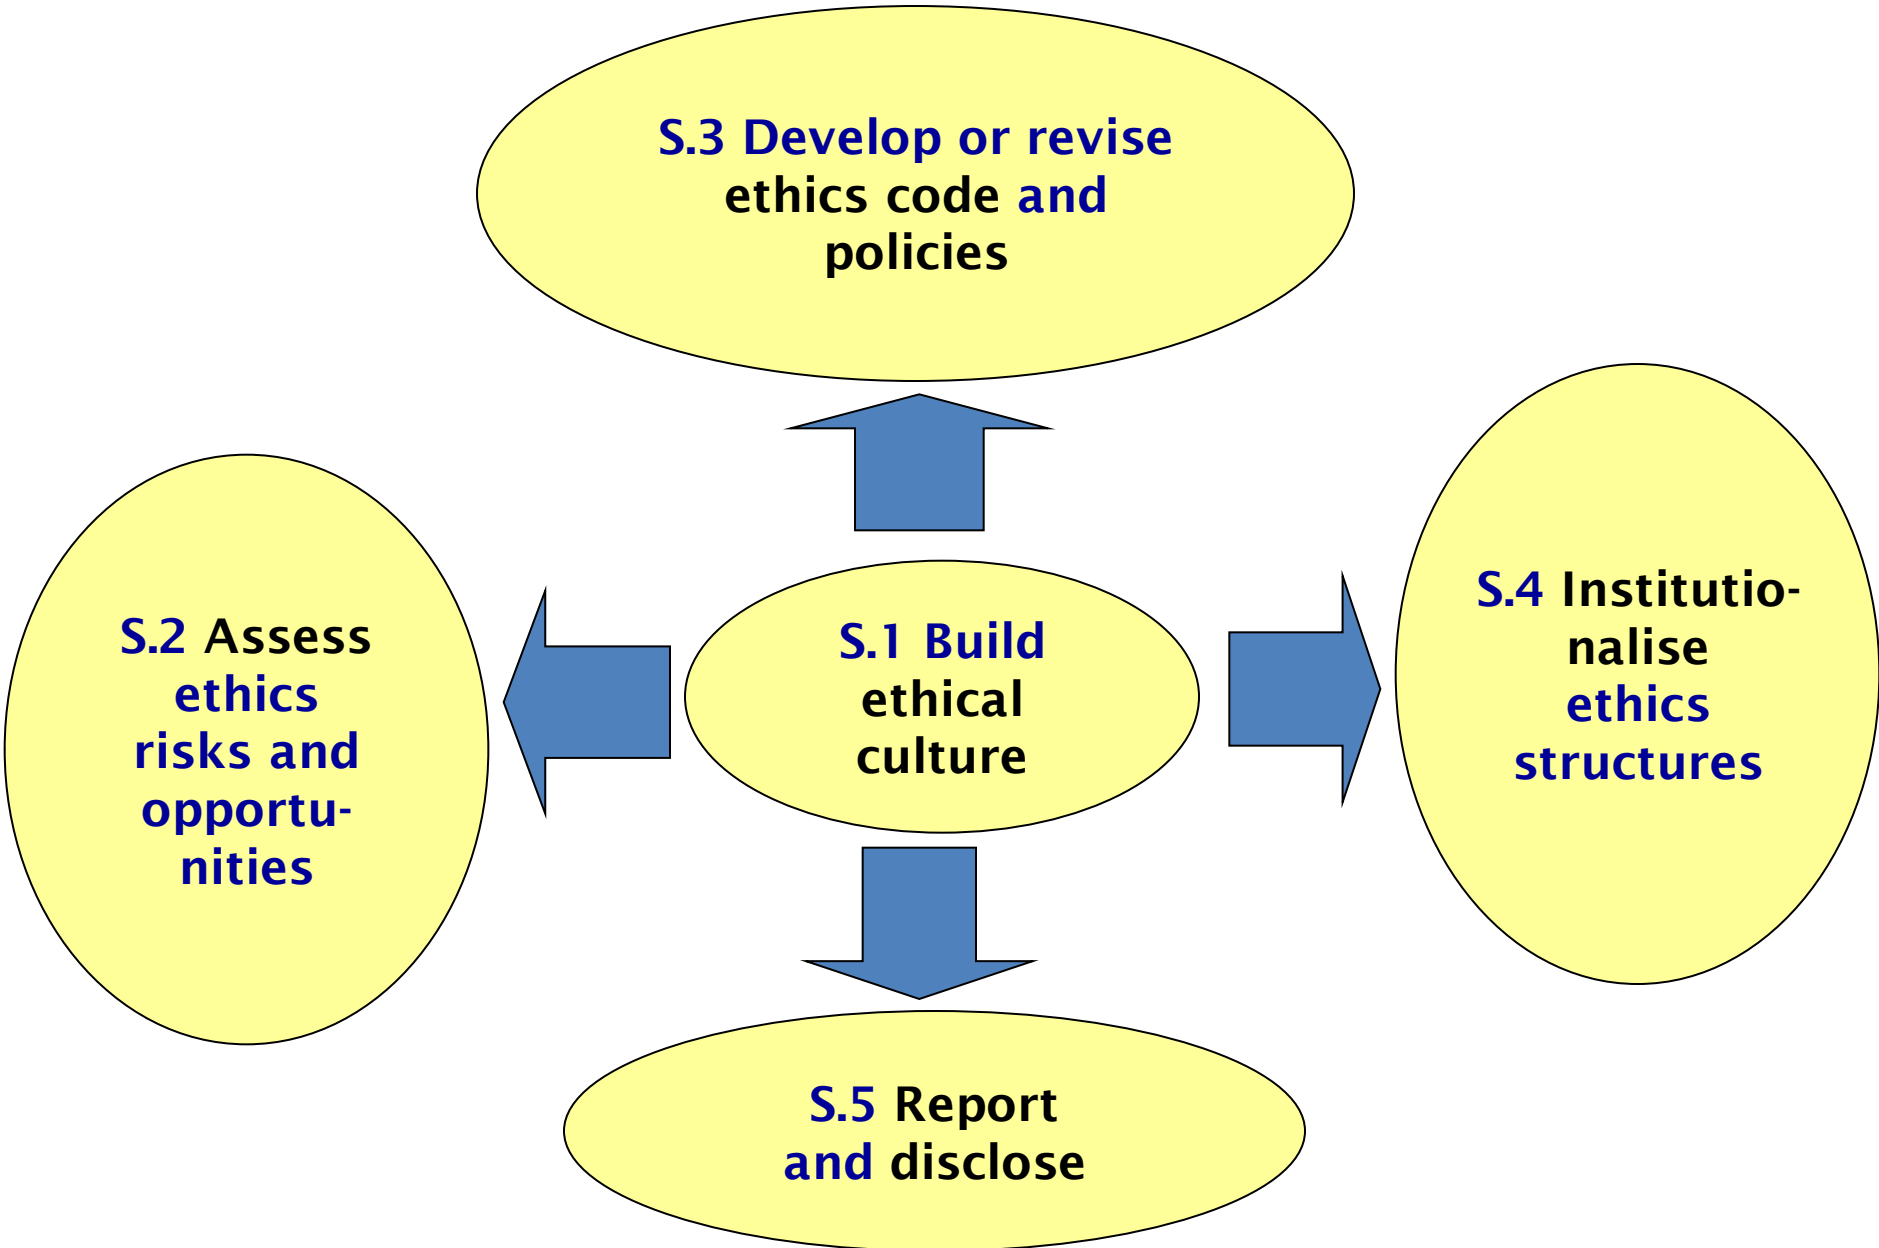 S.3 Develop or revise
ethics code and
policies
S.2 Assess
ethics
risks and
opportu-
nities
S.1 Build
ethical
culture
S.4 Institutio-
nalise
ethics
structures
S.5 Report
and disclose